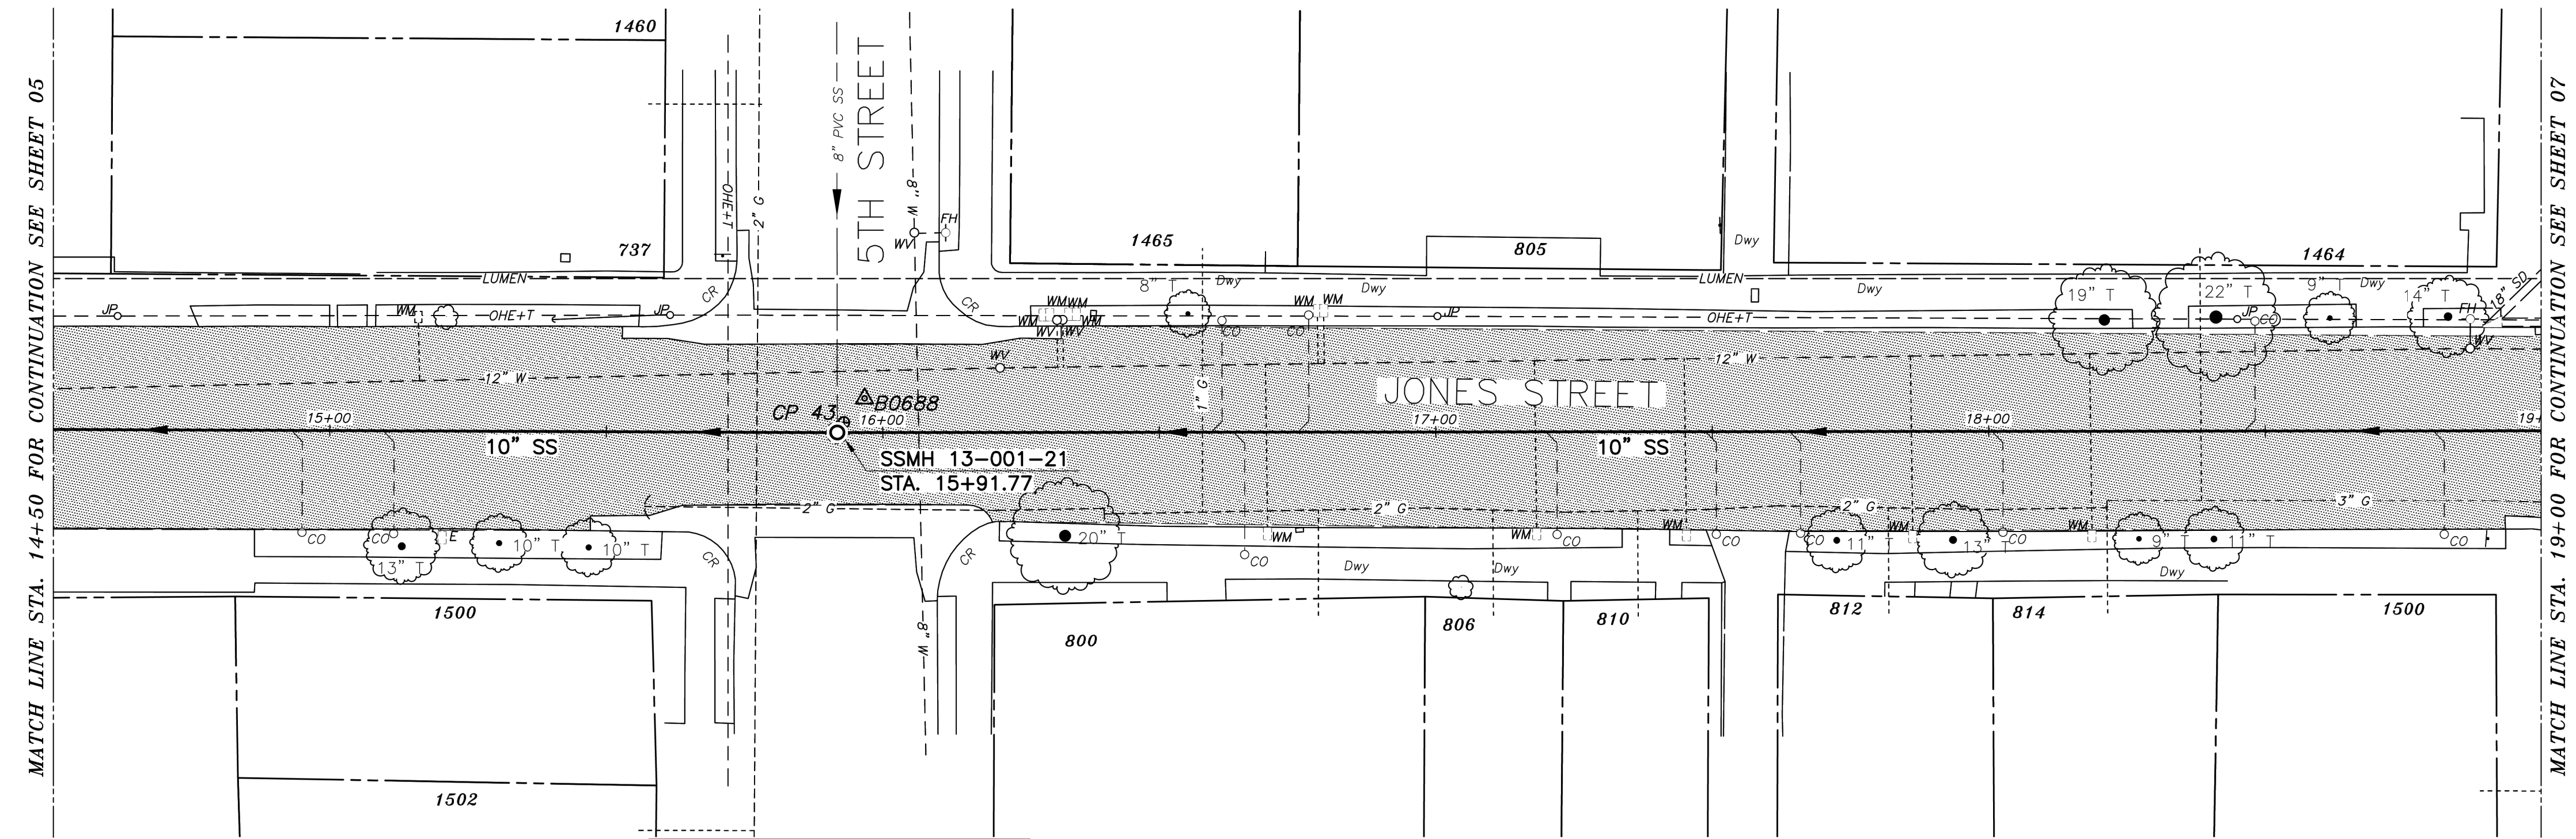 MATCH LINE STA. 14+50 FOR CONTINUATION SEE SHEET 05
1460
737
5TH STREET
8" PVC SS
OHE+T
2" G
8" W
FH
WV
1465
805
Dwy
1464
LUMEN
LUMEN
JP
WM
OHE+T
JP
CR
CR
WM
WM
WM
WM
WV
WV
8" T
Dwy
CO
WM
WM
CO
Dwy
JP
OHE+T
Dwy
19" T
22" T
JP
CO
9" T
Dwy
14" T
FH
18" SD
WV
12" W
WV
12" W
1" G
JONES STREET
CP 43
B0688
15+00
16+00
17+00
18+00
19+
10" SS
10" SS
SSMH 13-001-21
STA. 15+91.77
2" G
2" G
2" G
3" G
CO
CO
E
13" T
10" T
10" T
CR
CR
20" T
CO
WM
WM
CO
WM
CO
CO
11" T
WM
13" T
CO
WM
9" T
11" T
CO
Dwy
Dwy
Dwy
1500
8" W
800
806
810
812
814
1500
1502
MATCH LINE STA. 19+00 FOR CONTINUATION SEE SHEET 07